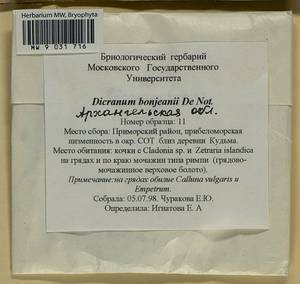 Herbarium MW, Bryophyta
MW 9 031 716
Бриологический гербарий
Московского Государственного
Университета
Dicranum bonjeanii De Not.
Архангельская обл.
Номер образца: 11
Место сбора: Приморский район, прибеломорская
низменность в окр. СОТ близ деревни Кудьма.
Место обитания: кочки с Cladonia sp. и Zetraria islandica
на грядах и по краю мочажин типа римпи (грядово-
мочажинное верховое болото).
Примечание: на грядах обилие Calluna vulgaris и
Empetrum.
Собрала: 05.07.98. Чуракова Е.Ю.
Определила: Игнатова Е. А